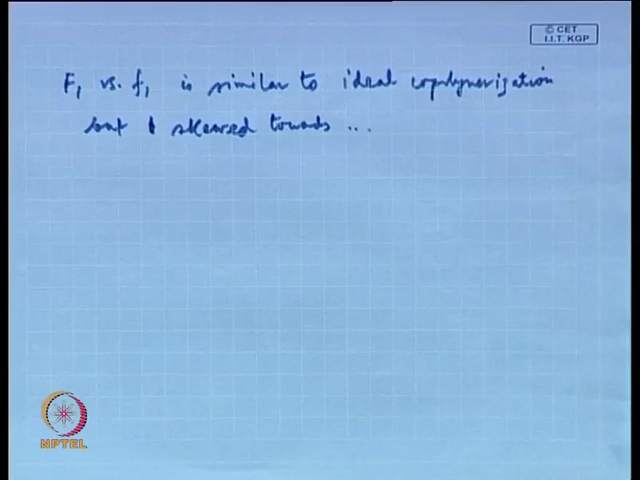 © CET
I.I.T. KGP
F₁ vs. f₁ is similar to ideal copolymerization
but skewed towards ...
NPTEL